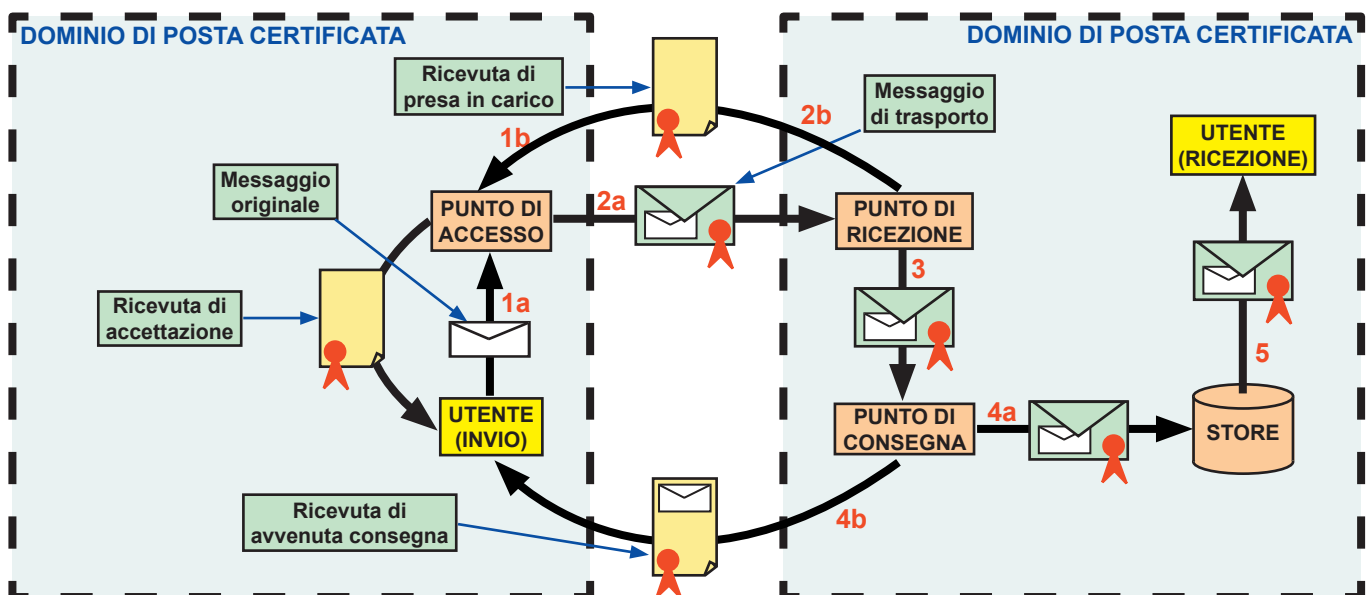 DOMINIO DI POSTA CERTIFICATA
DOMINIO DI POSTA CERTIFICATA
Ricevuta di
presa in carico
Messaggio
di trasporto
2b
1b
UTENTE
(RICEZIONE)
Messaggio
originale
PUNTO DI
ACCESSO
2a
PUNTO DI
RICEZIONE
3
1a
Ricevuta di
accettazione
5
UTENTE
(INVIO)
PUNTO DI
CONSEGNA
4a
STORE
Ricevuta di
avvenuta consegna
4b